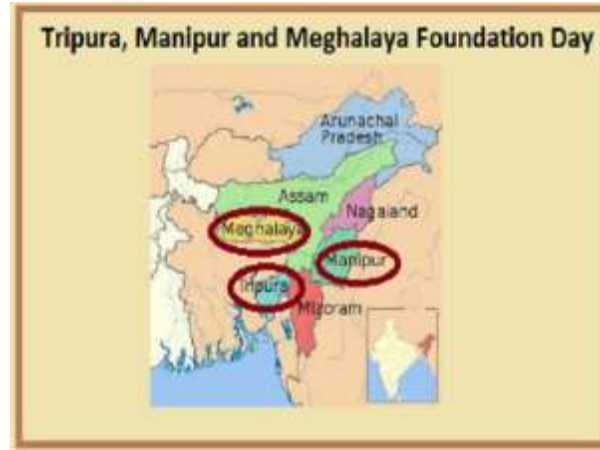 Tripura, Manipur and Meghalaya Foundation Day
Arunachal
Pradesh
Assam
Nagaland
Meghalaya
Manipur
Tripura
Mizoram